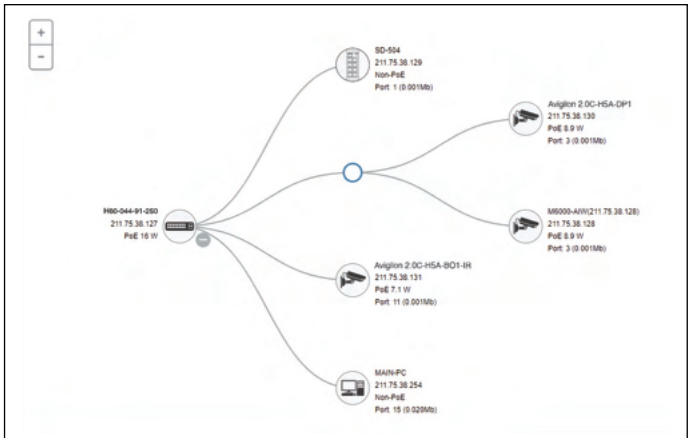 +
−
SD-504
211.75.38.129
Non-PoE
Port: 1 (0.001Mb)
Avigilon 2.0C-H5A-DP1
211.75.38.130
PoE 8.9 W
Port: 3 (0.001Mb)
H60-044-91-250
211.75.38.127
PoE 16 W
M6000-AIW(211.75.38.128)
211.75.38.128
PoE 8.9 W
Port: 3 (0.001Mb)
Avigilon 2.0C-H5A-BO1-IR
211.75.38.131
PoE 7.1 W
Port: 11 (0.001Mb)
MAIN-PC
211.75.38.254
Non-PoE
Port: 15 (0.020Mb)